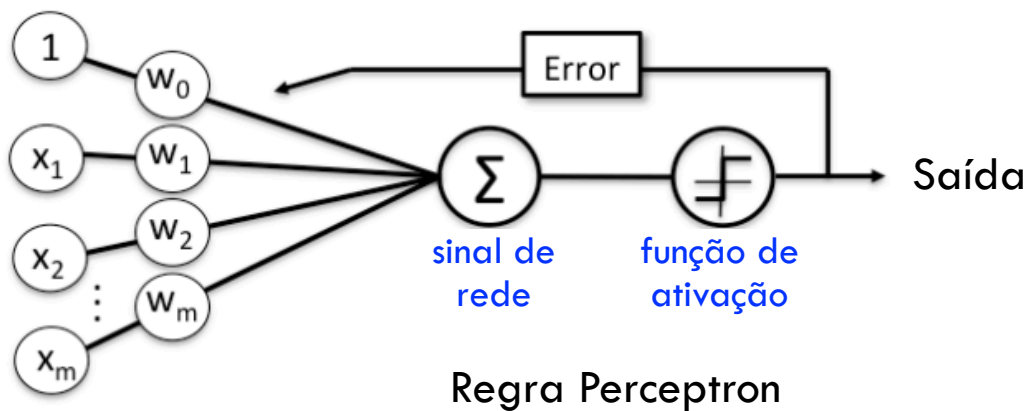 1
w0
Error
x1
w1
Σ
Saída
x2
w2
sinal de
rede
função de
ativação
⋮
wm
xm
Regra Perceptron